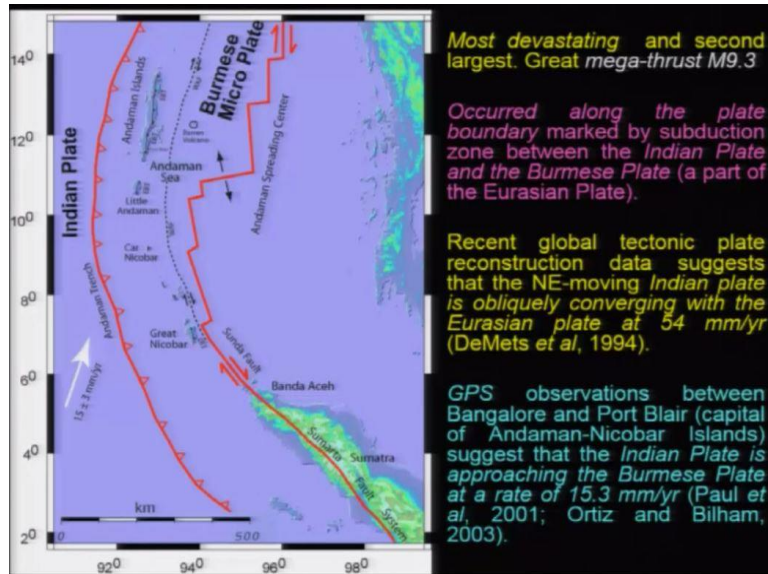 Most devastating and second
largest. Great mega-thrust M9.3
Occurred along the plate
boundary marked by subduction
zone between the Indian Plate
and the Burmese Plate (a part of
the Eurasian Plate).
Recent global tectonic plate
reconstruction data suggests
that the NE-moving Indian plate
is obliquely converging with the
Eurasian plate at 54 mm/yr
(DeMets et al, 1994).
GPS observations between
Bangalore and Port Blair (capital
of Andaman-Nicobar Islands)
suggest that the Indian Plate is
approaching the Burmese Plate
at a rate of 15.3 mm/yr (Paul et
al, 2001; Ortiz and Bilham,
2003).
14⁰
12⁰
10⁰
8⁰
6⁰
4⁰
2⁰
92⁰
94⁰
96⁰
98⁰
Indian Plate
Andaman Islands
Burmese
Micro Plate
Andaman
Sea
Andaman Spreading Center
Little
Andaman
Car
Nicobar
Andaman Trench
Great
Nicobar
15 ± 3 mm/yr
Sunda Fault
Banda Aceh
Sumatra
Sumarta
Fault
System
km
0
500